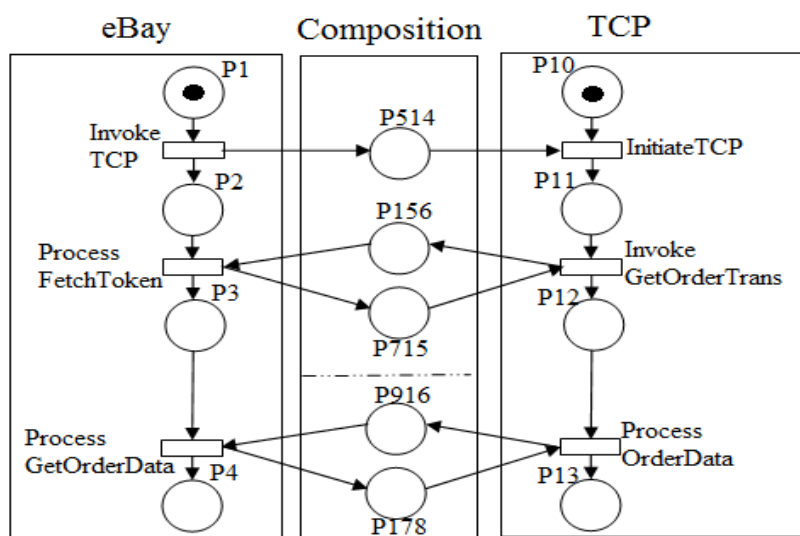 eBay
Composition
TCP
P1
P10
P514
Invoke
TCP
InitiateTCP
P2
P11
P156
Process
FetchToken
Invoke
GetOrderTrans
P3
P12
P715
P916
Process
GetOrderData
Process
OrderData
P4
P13
P178